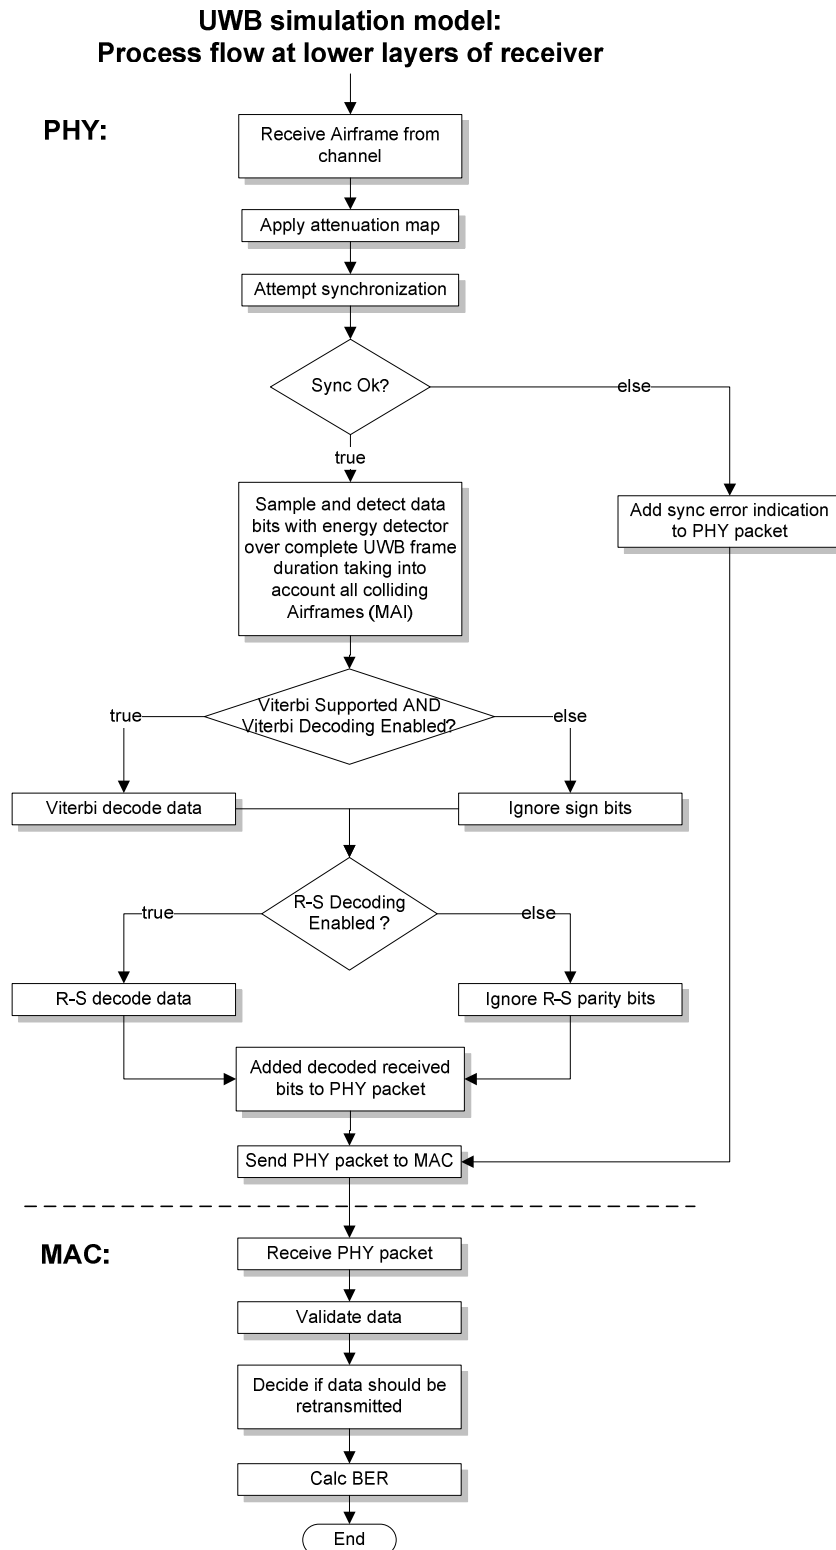 UWB simulation model:
Process flow at lower layers of receiver
PHY:
Receive Airframe from
channel
Apply attenuation map
Attempt synchronization
Sync Ok?
else
true
Sample and detect data
bits with energy detector
over complete UWB frame
duration taking into
account all colliding
Airframes (MAI)
Add sync error indication
to PHY packet
Viterbi Supported AND
Viterbi Decoding Enabled?
true
else
Viterbi decode data
Ignore sign bits
R-S Decoding
Enabled ?
true
else
R-S decode data
Ignore R-S parity bits
Added decoded received
bits to PHY packet
Send PHY packet to MAC
MAC:
Receive PHY packet
Validate data
Decide if data should be
retransmitted
Calc BER
End